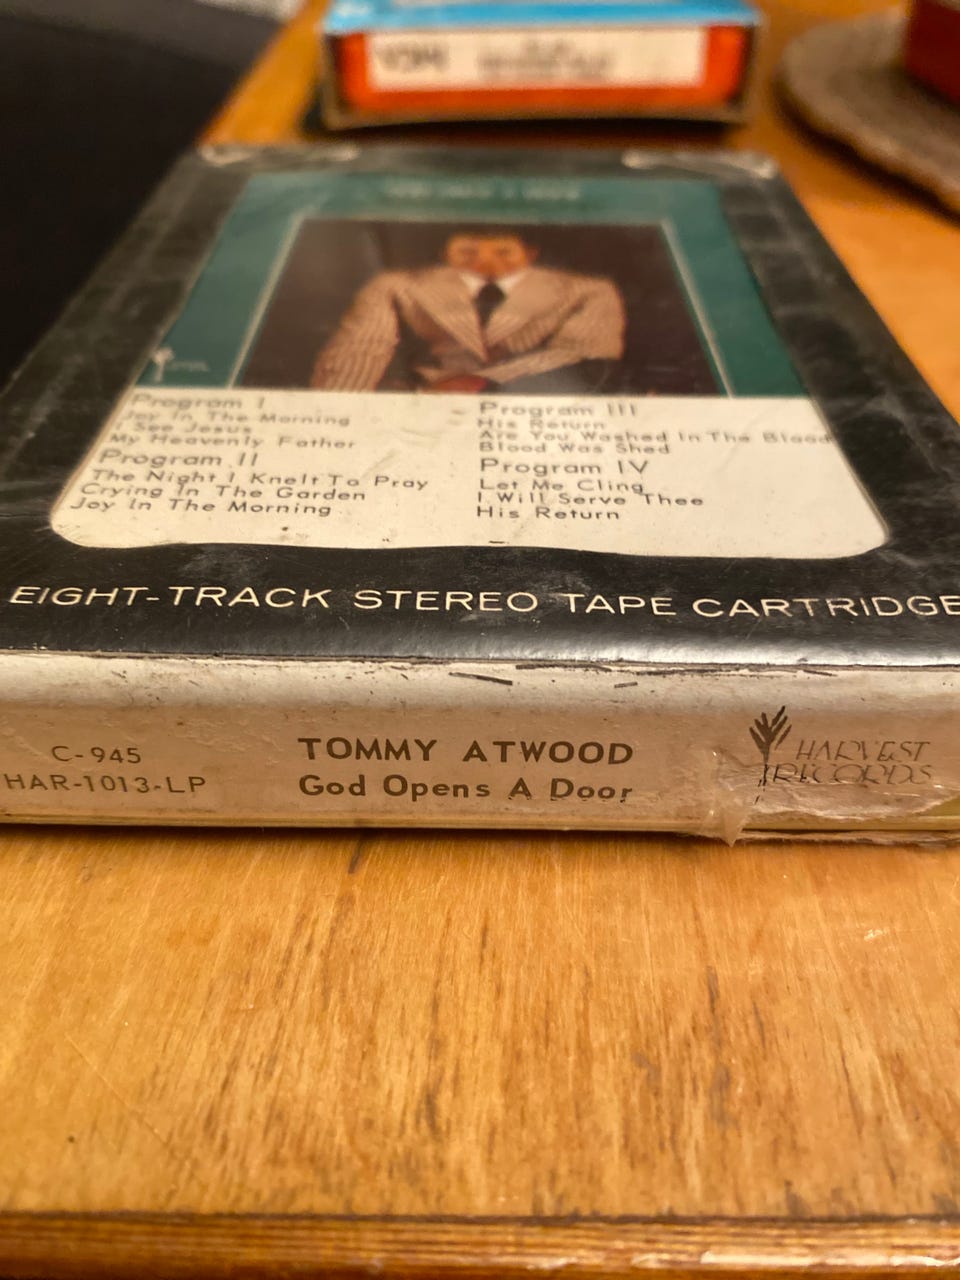 Program I
Joy In The Morning
I See Jesus
My Heavenly Father
Program II
The Night I Knelt To Pray
Crying In The Garden
Joy In The Morning
Program III
His Return
Are You Washed In The Blood
Blood Was Shed
Program IV
Let Me Cling
I Will Serve Thee
His Return
EIGHT-TRACK STEREO TAPE CARTRIDGE
C-945
HAR-1013-LP
TOMMY ATWOOD
God Opens A Door
HARVEST
RECORDS